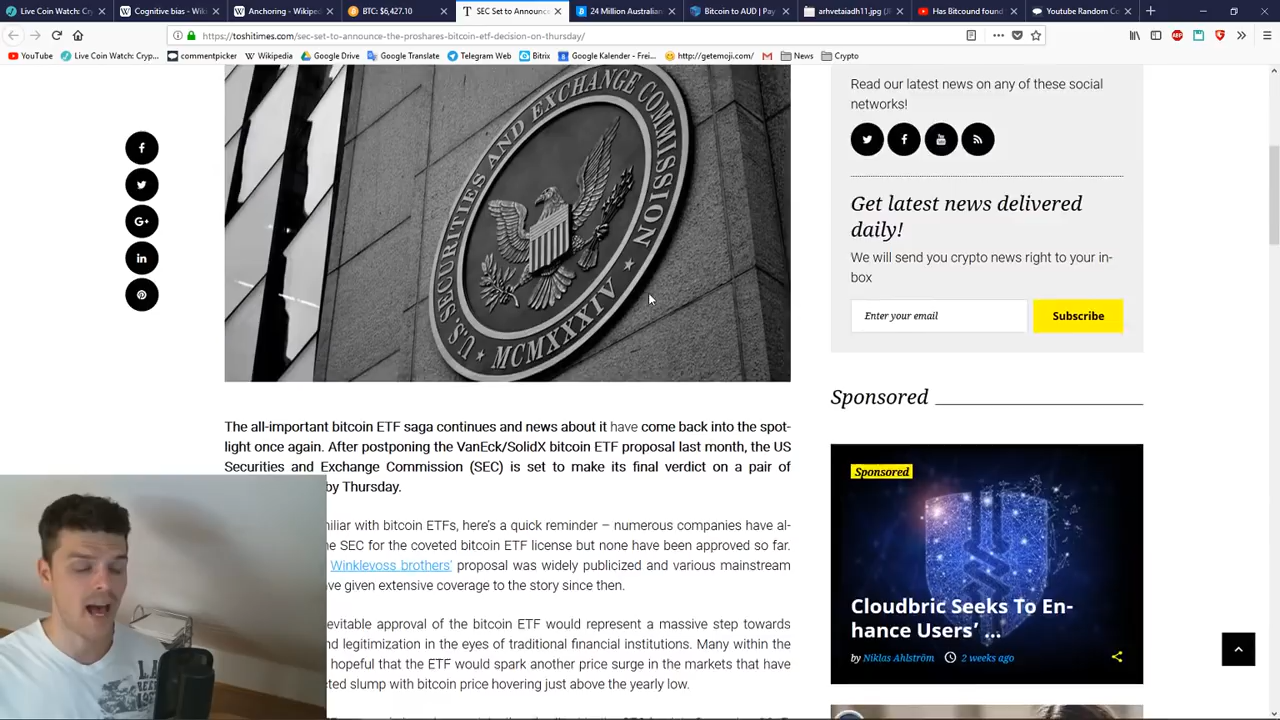 Live Coin Watch: Cry
Cognitive bias - Wiki
Anchoring - Wikiped
BTC: $6,427.10
SEC Set to Announc
24 Million Australian
Bitcoin to AUD | Pay
arhvetaiadh11.jpg (
Has Bitcound found
Youtube Random Co
https://toshitimes.com/sec-set-to-announce-the-proshares-bitcoin-etf-decision-on-thursday/
YouTube
Live Coin Watch: Cryp...
commentpicker
Wikipedia
Google Drive
Google Translate
Telegram Web
Bitrix
Google Kalender - Frei...
http://getemoji.com/
News
Crypto
U.S. SECURITIES AND EXCHANGE COMMISSION
MCMXXXIV
Read our latest news on any of these social
networks!
Get latest news delivered
daily!
We will send you crypto news right to your in-
box
Enter your email
Subscribe
Sponsored
Sponsored
Cloudbric Seeks To En-
hance Users' ...
by Niklas Ahlström
2 weeks ago
The all-important bitcoin ETF saga continues and news about it have come back into the spot-
light once again. After postponing the VanEck/SolidX bitcoin ETF proposal last month, the US
Securities and Exchange Commission (SEC) is set to make its final verdict on a pair of
by Thursday.
miliar with bitcoin ETFs, here's a quick reminder – numerous companies have al-
e SEC for the coveted bitcoin ETF license but none have been approved so far.
Winklevoss brothers' proposal was widely publicized and various mainstream
ve given extensive coverage to the story since then.
evitable approval of the bitcoin ETF would represent a massive step towards
nd legitimization in the eyes of traditional financial institutions. Many within the
hopeful that the ETF would spark another price surge in the markets that have
ted slump with bitcoin price hovering just above the yearly low.